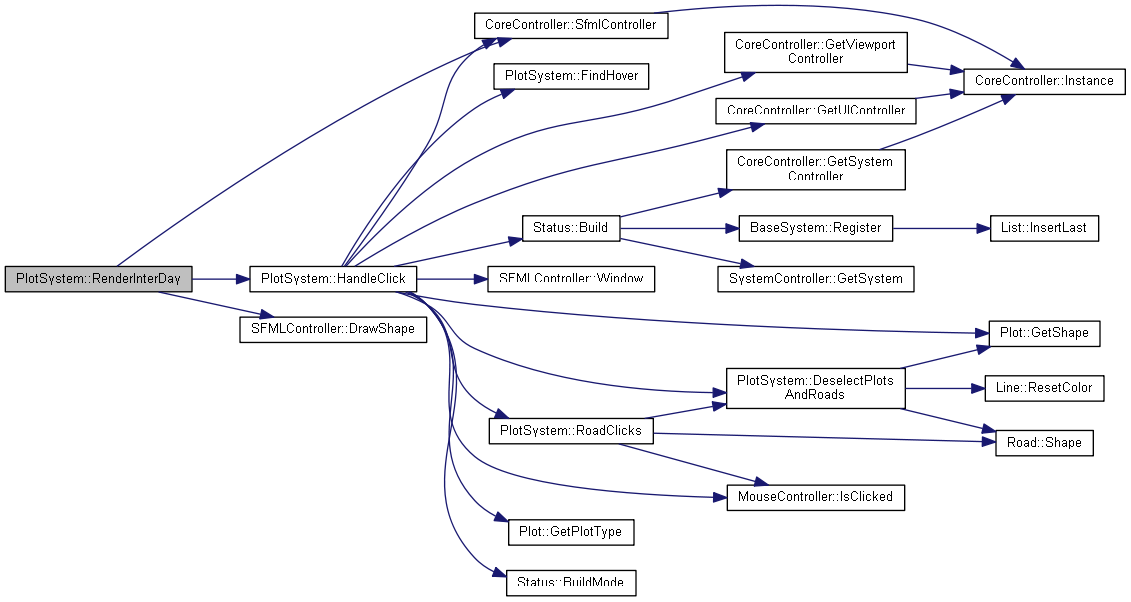 CoreController::SfmlController
CoreController::GetViewport
Controller
PlotSystem::FindHover
CoreController::Instance
CoreController::GetUIController
CoreController::GetSystem
Controller
Status::Build
BaseSystem::Register
List::InsertLast
PlotSystem::RenderInterDay
PlotSystem::HandleClick
SFMLController::Window
SystemController::GetSystem
SFMLController::DrawShape
Plot::GetShape
PlotSystem::DeselectPlots
AndRoads
Line::ResetColor
PlotSystem::RoadClicks
Road::Shape
MouseController::IsClicked
Plot::GetPlotType
Status::BuildMode